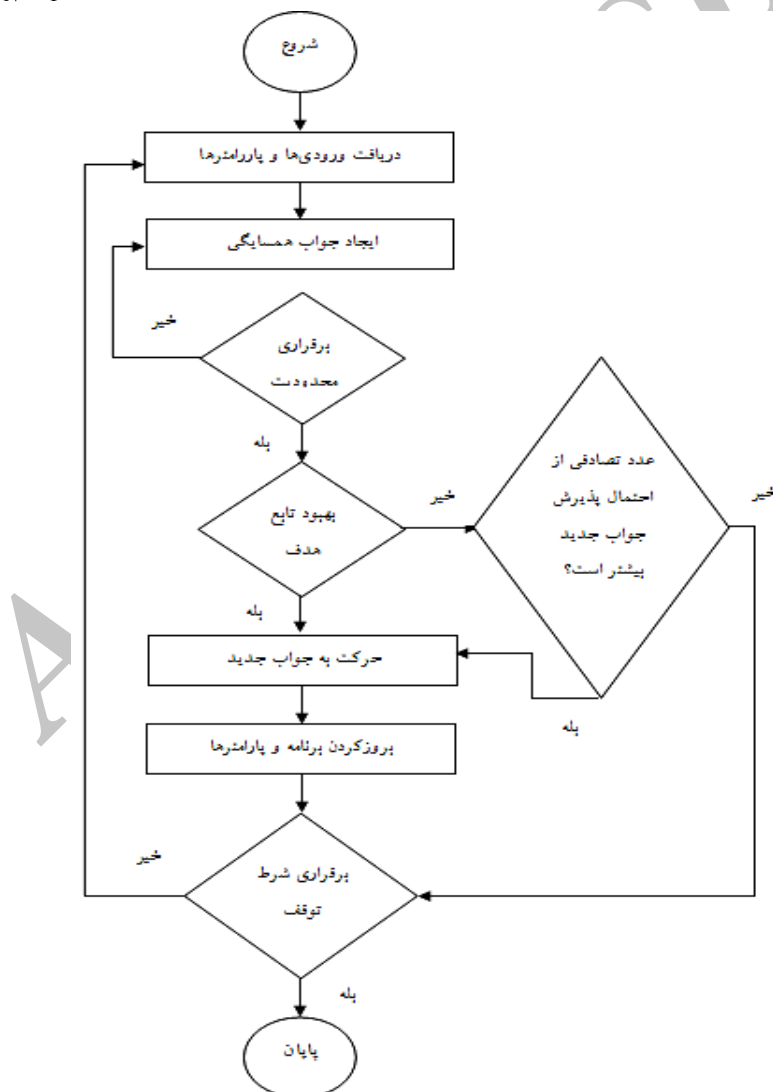 شروع
دریافت ورودی‌ها و پاررامترها
ایجاد جواب همسایگی
خیر
برقراری
محدودیت
بله
عدد تصادفی از
احتمال پذیرش
جواب جدید
بیشتر است؟
خیر
خیر
بهبود تابع
هدف
بله
حرکت به جواب جدید
بله
بروزکردن برنامه و پارامترها
خیر
برقراری شرط
توقف
بله
پایان